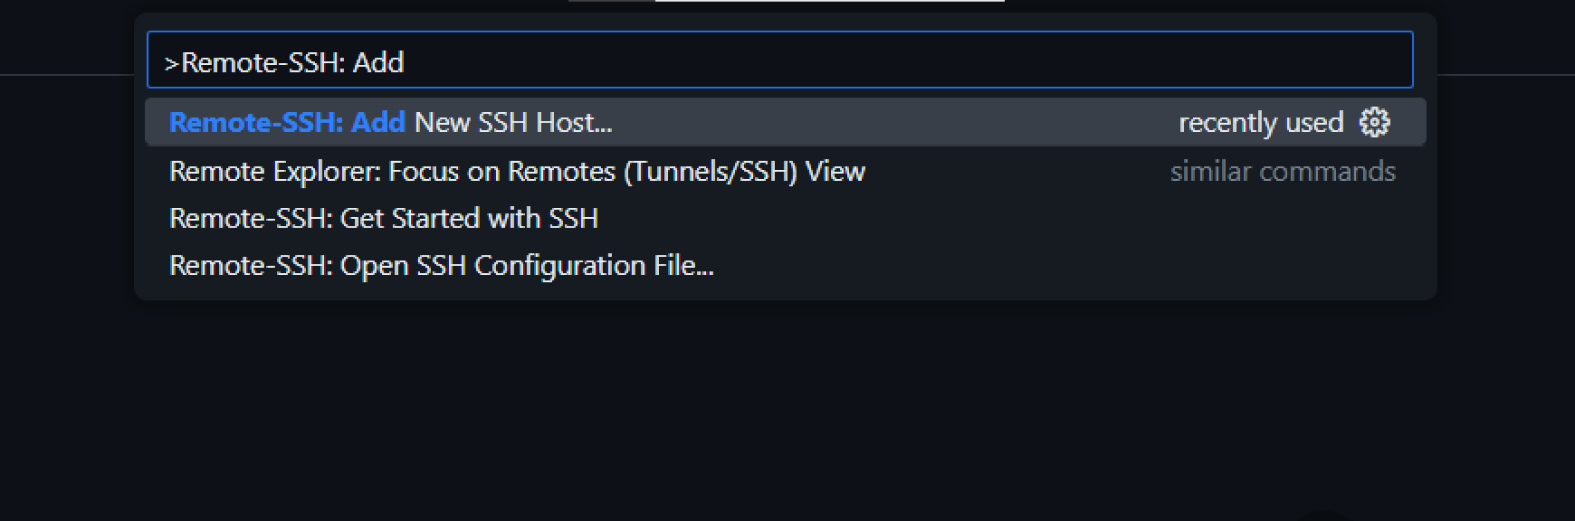 >Remote-SSH: Add
Remote-SSH: Add New SSH Host... recently used
Remote Explorer: Focus on Remotes (Tunnels/SSH) View similar commands
Remote-SSH: Get Started with SSH
Remote-SSH: Open SSH Configuration File...